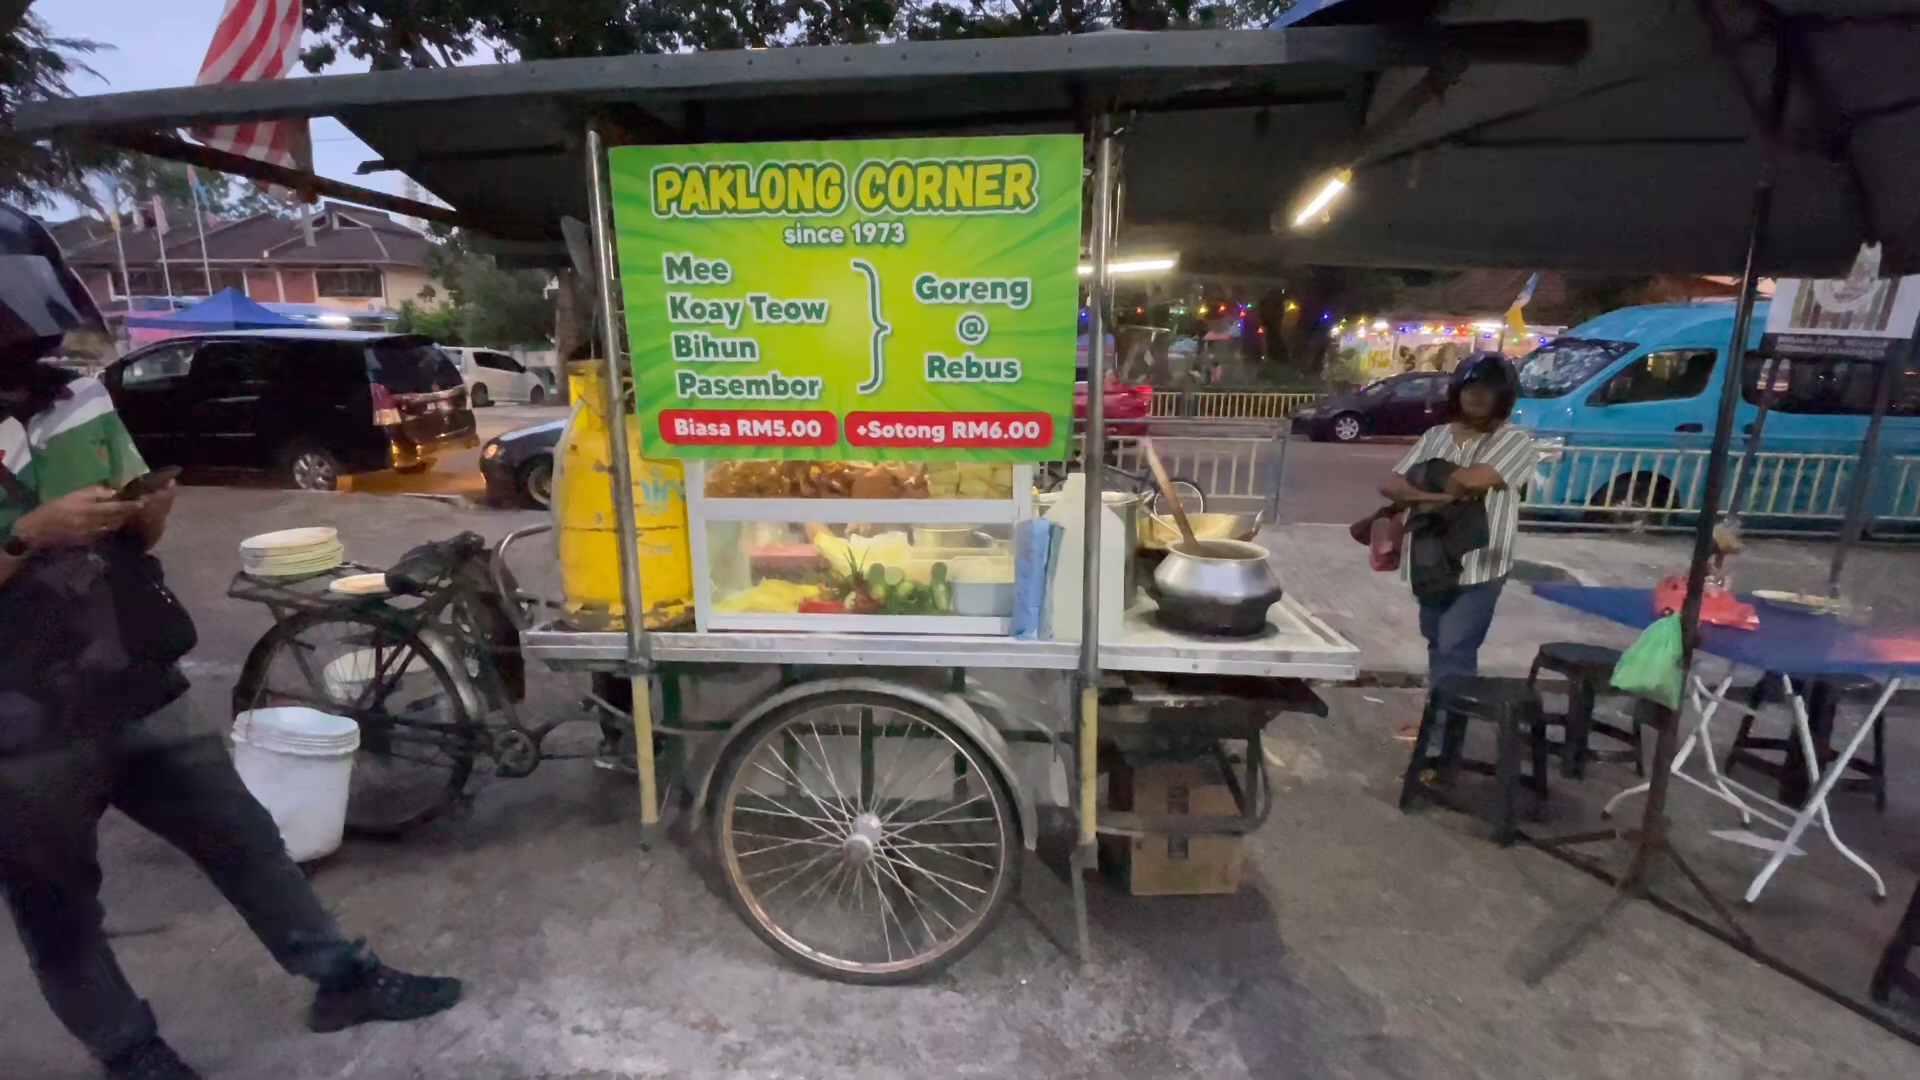 PAKLONG CORNER
since 1973
Mee
Koay Teow
Bihun
Pasembor
Goreng
@
Rebus
Biasa RM5.00
+Sotong RM6.00